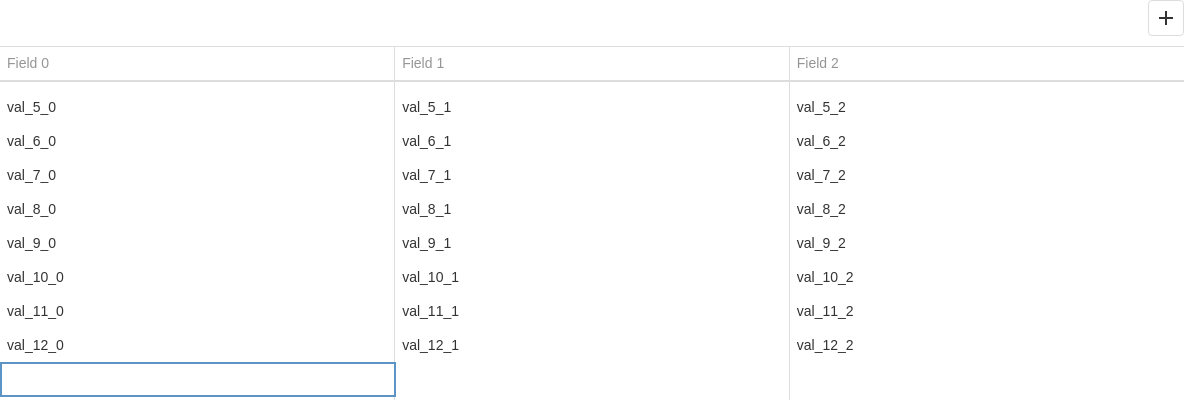 Field 0 Field 1 Field 2
val_5_0 val_5_1 val_5_2
val_6_0 val_6_1 val_6_2
val_7_0 val_7_1 val_7_2
val_8_0 val_8_1 val_8_2
val_9_0 val_9_1 val_9_2
val_10_0 val_10_1 val_10_2
val_11_0 val_11_1 val_11_2
val_12_0 val_12_1 val_12_2